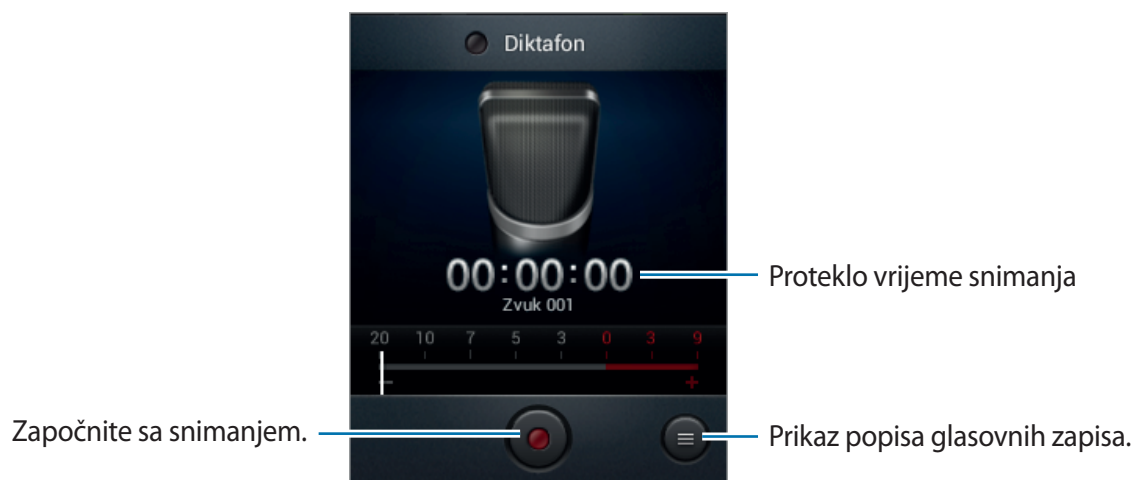 Diktafon
00:00:00
Proteklo vrijeme snimanja
Zvuk 001
20 10 7 5 3 0 3 9
- +
Započnite sa snimanjem.
Prikaz popisa glasovnih zapisa.